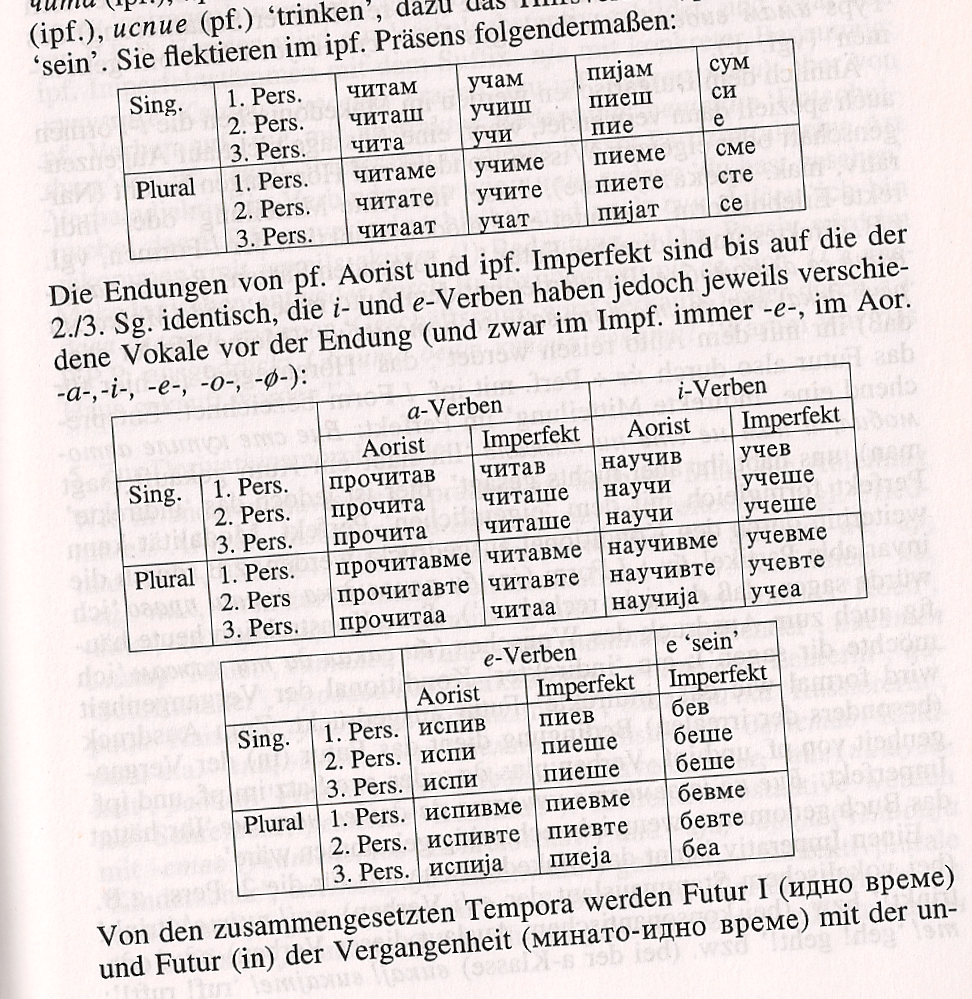 (ipf.), испие (pf.) ‘trinken’, dazu das
‘sein’. Sie flektieren im ipf. Präsens folgendermaßen:
Sing. 1. Pers. читам учам пијам сум
2. Pers. читаш учиш пиеш си
3. Pers. чита учи пие е
Plural 1. Pers. читаме учиме пиеме сме
2. Pers. читате учите пиете сте
3. Pers. читаат учат пијат се
Die Endungen von pf. Aorist und ipf. Imperfekt sind bis auf die der
2./3. Sg. identisch, die i- und e-Verben haben jedoch jeweils verschie-
dene Vokale vor der Endung (und zwar im Impf. immer -e-, im Aor.
-a-,-i-, -e-, -o-, -ø-):
a-Verben i-Verben
Aorist Imperfekt Aorist Imperfekt
Sing. 1. Pers. прочитав читав научив учев
2. Pers. прочита читаше научи учеше
3. Pers. прочита читаше научи учеше
Plural 1. Pers. прочитавме читавме научивме учевме
2. Pers прочитавте читавте научивте учевте
3. Pers. прочитаа читаа научија учеа
e-Verben е ‘sein’
Aorist Imperfekt Imperfekt
Sing. 1. Pers. испив пиев бев
2. Pers. испи пиеше беше
3. Pers. испи пиеше беше
Plural 1. Pers. испивме пиевме бевме
2. Pers. испивте пиевте бевте
3. Pers. испија пиеја беа
Von den zusammengesetzten Tempora werden Futur I (идно време)
und Futur (in) der Vergangenheit (минато-идно време) mit der un-